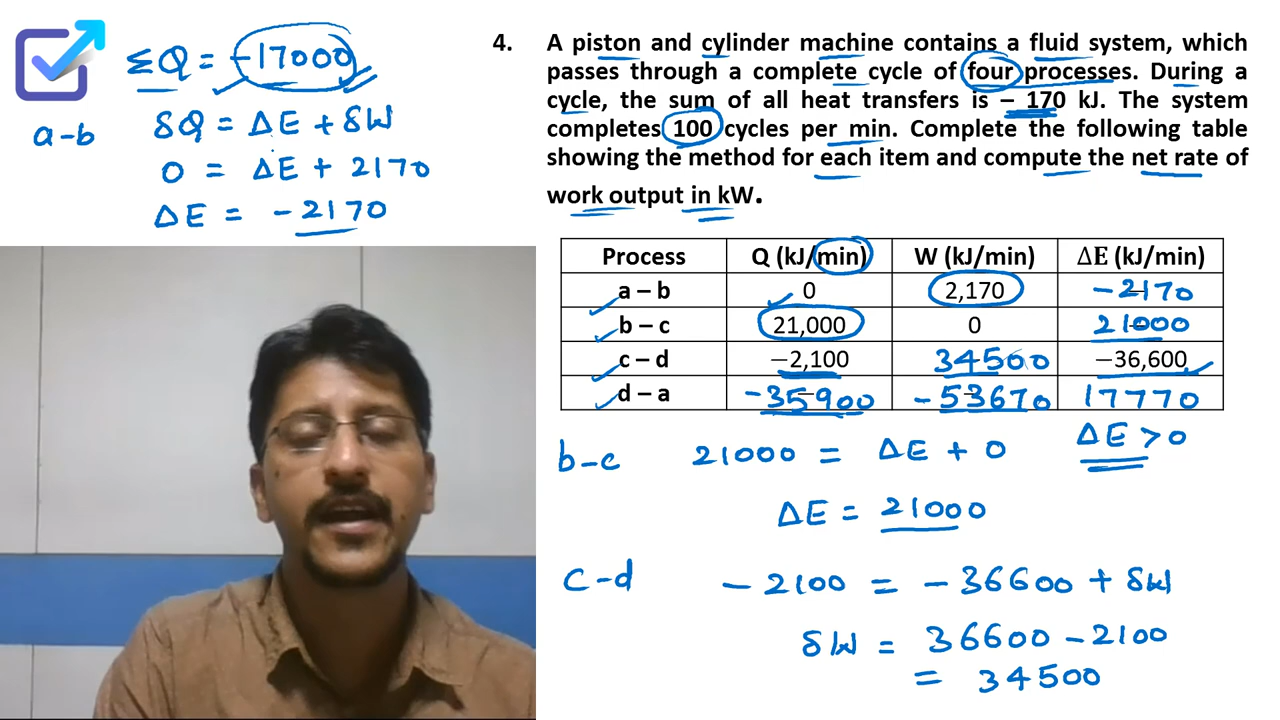 ΣQ = -17000
a-b δQ = ΔE + δW
0 = ΔE + 2170
ΔE = -2170
4. A piston and cylinder machine contains a fluid system, which
passes through a complete cycle of four processes. During a
cycle, the sum of all heat transfers is – 170 kJ. The system
completes 100 cycles per min. Complete the following table
showing the method for each item and compute the net rate of
work output in kW.
Process Q (kJ/min) W (kJ/min) ΔE (kJ/min)
a – b 0 2,170 -2170
b – c 21,000 0 21000
c – d –2,100 34500 –36,600
d – a -35900 -53670 17770
ΔE > 0
b-c 21000 = ΔE + 0
ΔE = 21000
c-d -2100 = -36600 + δW
δW = 36600 - 2100
= 34500